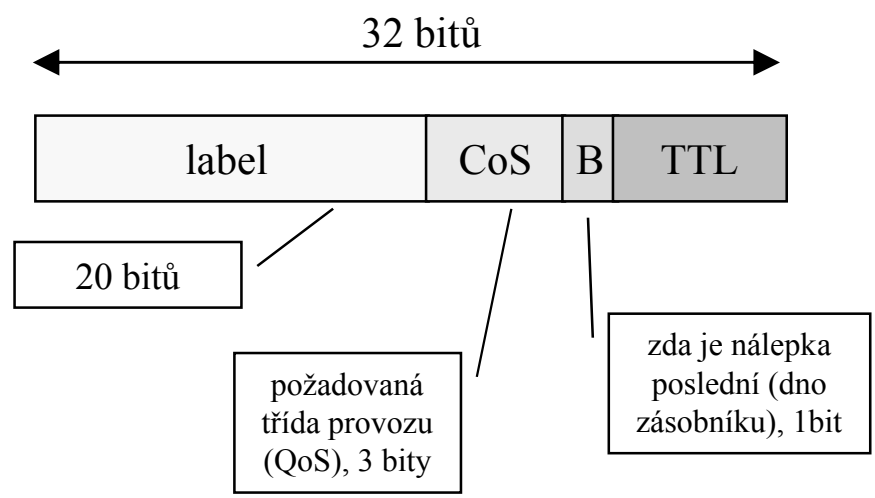 32 bitů
label CoS B TTL
20 bitů
požadovaná
třída provozu
(QoS), 3 bity
zda je nálepka
poslední (dno
zásobníku), 1bit